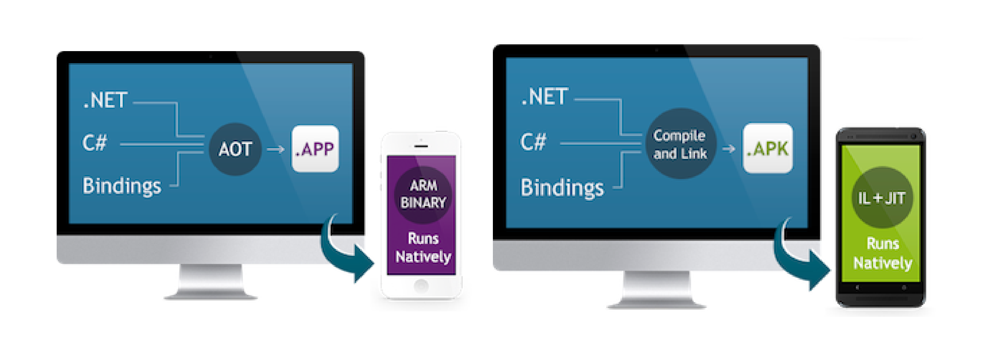 .NET
C#
Bindings
AOT
.APP
ARM
BINARY
Runs
Natively
.NET
C#
Bindings
Compile
and Link
.APK
IL + JIT
Runs
Natively